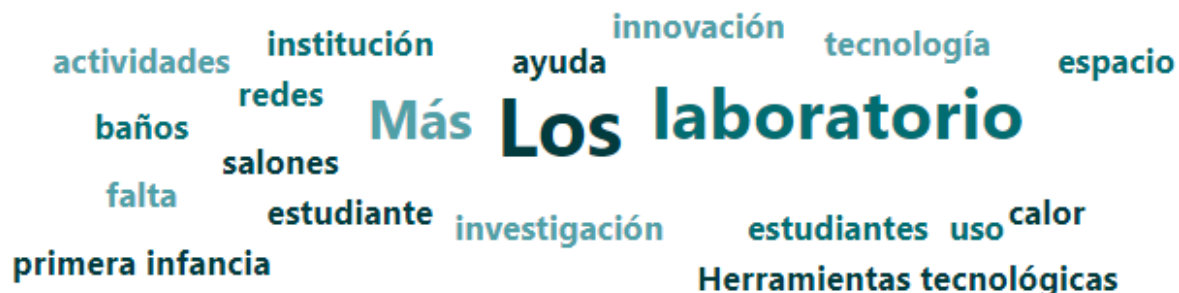 innovación
institución
tecnología
actividades
ayuda
espacio
redes
Más
Los
laboratorio
baños
salones
falta
estudiante
investigación
estudiantes
uso
calor
primera infancia
Herramientas tecnológicas